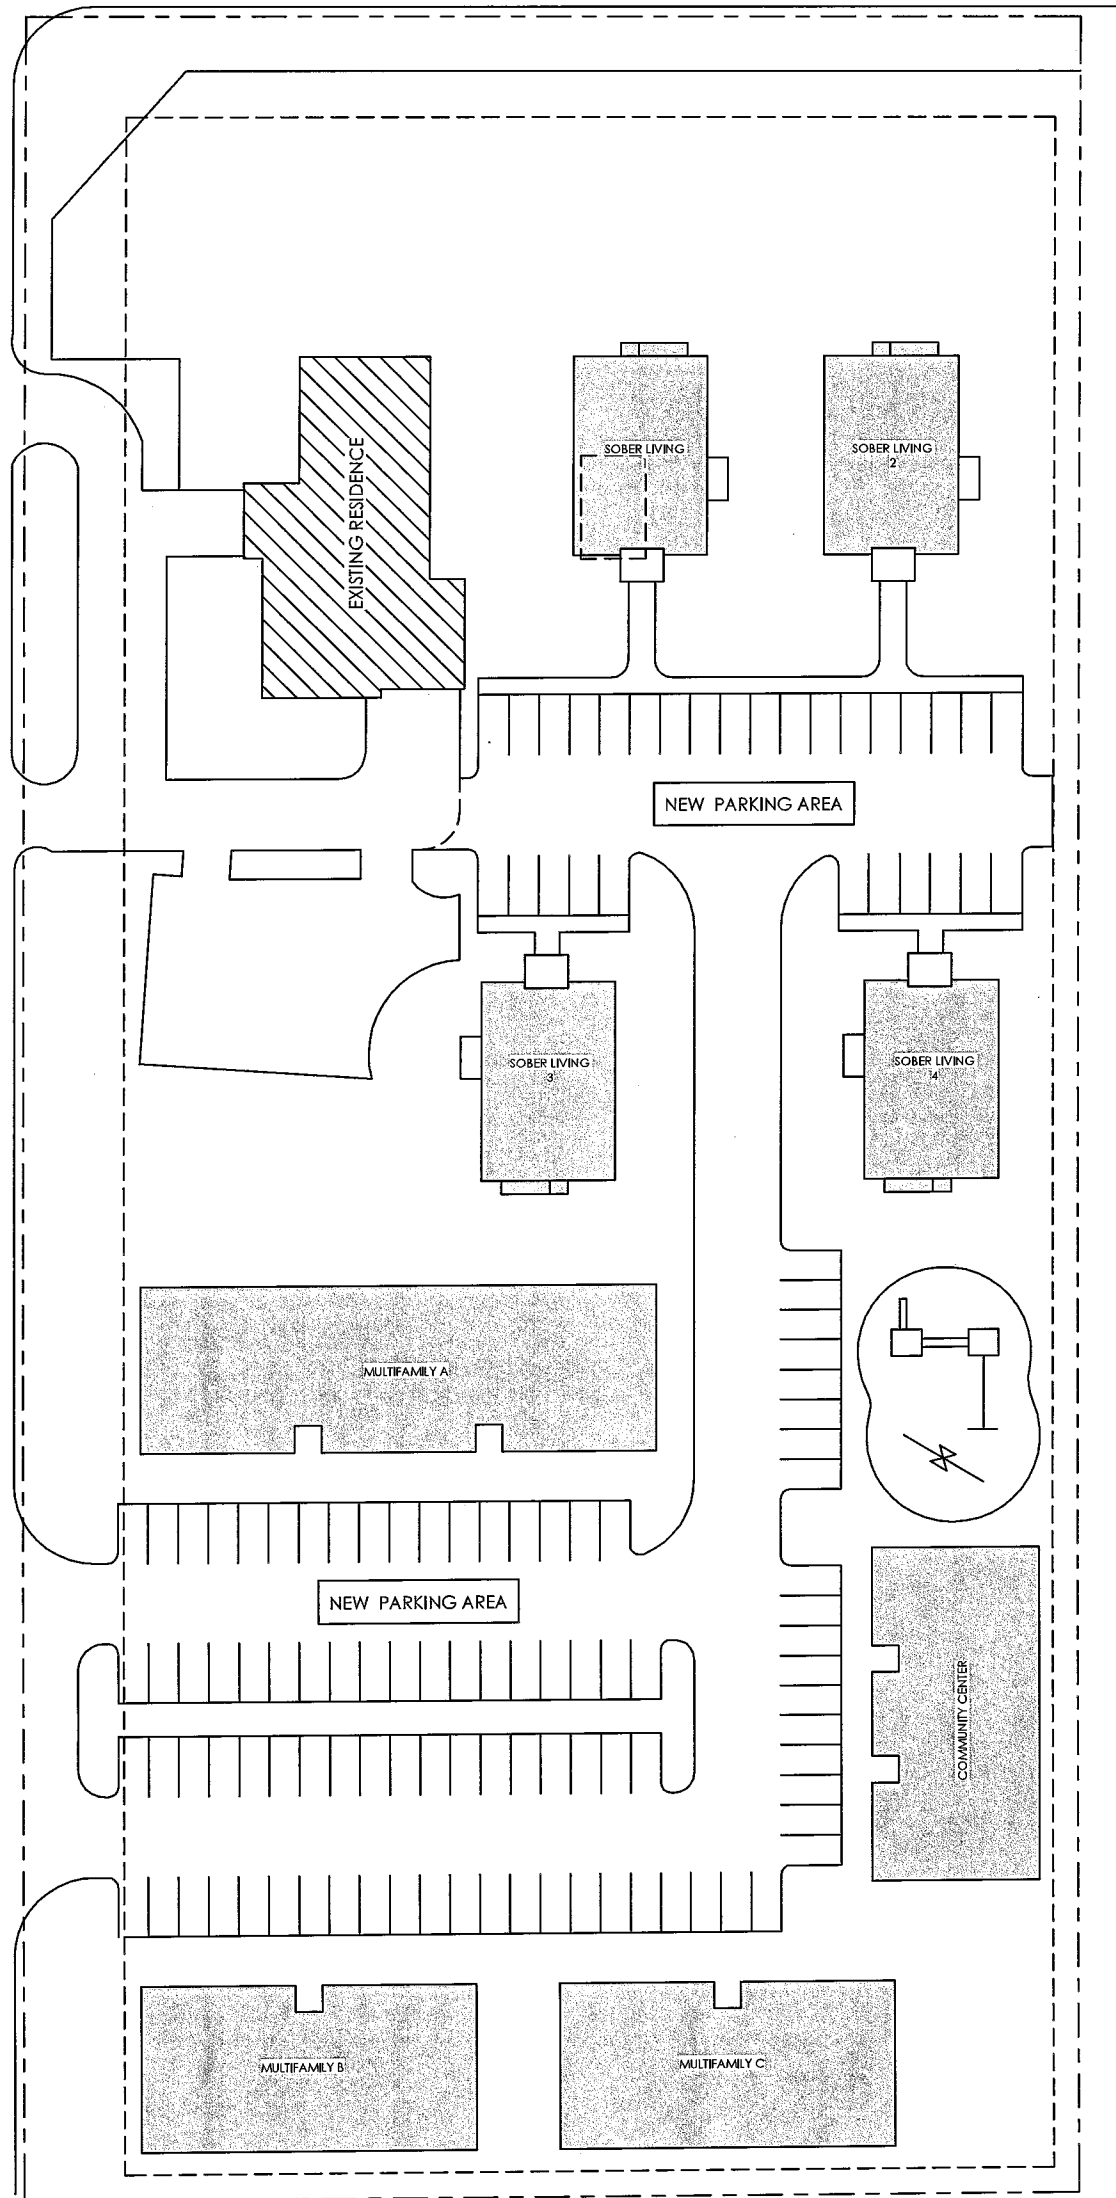 SOBER LIVING
SOBER LIVING
2
EXISTING RESIDENCE
NEW PARKING AREA
SOBER LIVING
3
SOBER LIVING
4
MULTIFAMILY A
NEW PARKING AREA
COMMUNITY CENTER
MULTIFAMILY B
MULTIFAMILY C